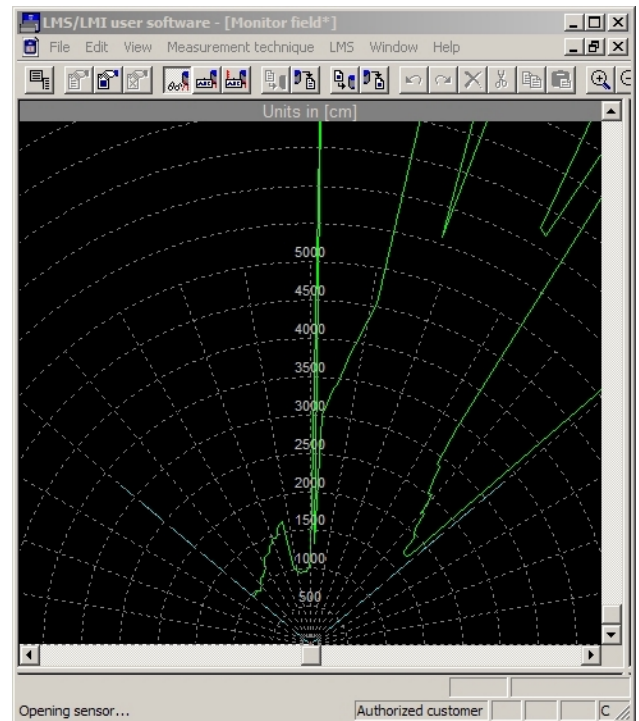 LMS/LMI user software - [Monitor field*]
File Edit View Measurement technique LMS Window Help
Units in [cm]
5000
4500
4000
3500
3000
2500
2000
1500
1000
500
Opening sensor...
Authorized customer
C